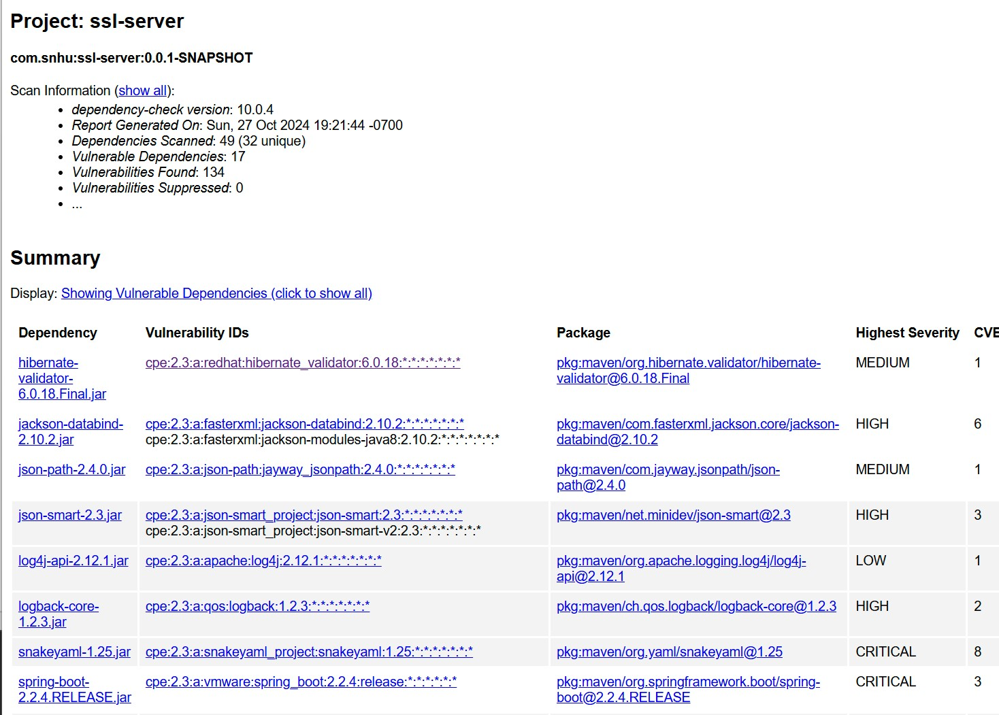 Project: ssl-server
com.snhu:ssl-server:0.0.1-SNAPSHOT
Scan Information (show all):
• dependency-check version: 10.0.4
• Report Generated On: Sun, 27 Oct 2024 19:21:44 -0700
• Dependencies Scanned: 49 (32 unique)
• Vulnerable Dependencies: 17
• Vulnerabilities Found: 134
• Vulnerabilities Suppressed: 0
• ...
Summary
Display: Showing Vulnerable Dependencies (click to show all)
Dependency Vulnerability IDs Package Highest Severity CVE
hibernate- cpe:2.3:a:redhat:hibernate_validator:6.0.18:*:*:*:*:*:*:* pkg:maven/org.hibernate.validator/hibernate- MEDIUM 1
validator- validator@6.0.18.Final
6.0.18.Final.jar
jackson-databind- cpe:2.3:a:fasterxml:jackson-databind:2.10.2:*:*:*:*:*:*:* pkg:maven/com.fasterxml.jackson.core/jackson- HIGH 6
2.10.2.jar cpe:2.3:a:fasterxml:jackson-modules-java8:2.10.2:*:*:*:*:*:*:* databind@2.10.2
json-path-2.4.0.jar cpe:2.3:a:json-path:jayway_jsonpath:2.4.0:*:*:*:*:*:*:* pkg:maven/com.jayway.jsonpath/json- MEDIUM 1
path@2.4.0
json-smart-2.3.jar cpe:2.3:a:json-smart_project:json-smart:2.3:*:*:*:*:*:*:* pkg:maven/net.minidev/json-smart@2.3 HIGH 3
cpe:2.3:a:json-smart_project:json-smart-v2:2.3:*:*:*:*:*:*:*
log4j-api-2.12.1.jar cpe:2.3:a:apache:log4j:2.12.1:*:*:*:*:*:*:* pkg:maven/org.apache.logging.log4j/log4j- LOW 1
api@2.12.1
logback-core- cpe:2.3:a:qos:logback:1.2.3:*:*:*:*:*:*:* pkg:maven/ch.qos.logback/logback-core@1.2.3 HIGH 2
1.2.3.jar
snakeyaml-1.25.jar cpe:2.3:a:snakeyaml_project:snakeyaml:1.25:*:*:*:*:*:*:* pkg:maven/org.yaml/snakeyaml@1.25 CRITICAL 8
spring-boot- cpe:2.3:a:vmware:spring_boot:2.2.4:release:*:*:*:*:*:* pkg:maven/org.springframework.boot/spring- CRITICAL 3
2.2.4.RELEASE.jar boot@2.2.4.RELEASE